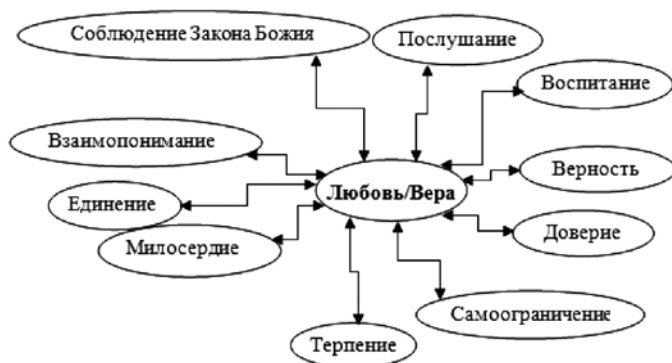 Соблюдение Закона Божия
Послушание
Воспитание
Взаимопонимание
Верность
Любовь/Вера
Единение
Доверие
Милосердие
Самоограничение
Терпение